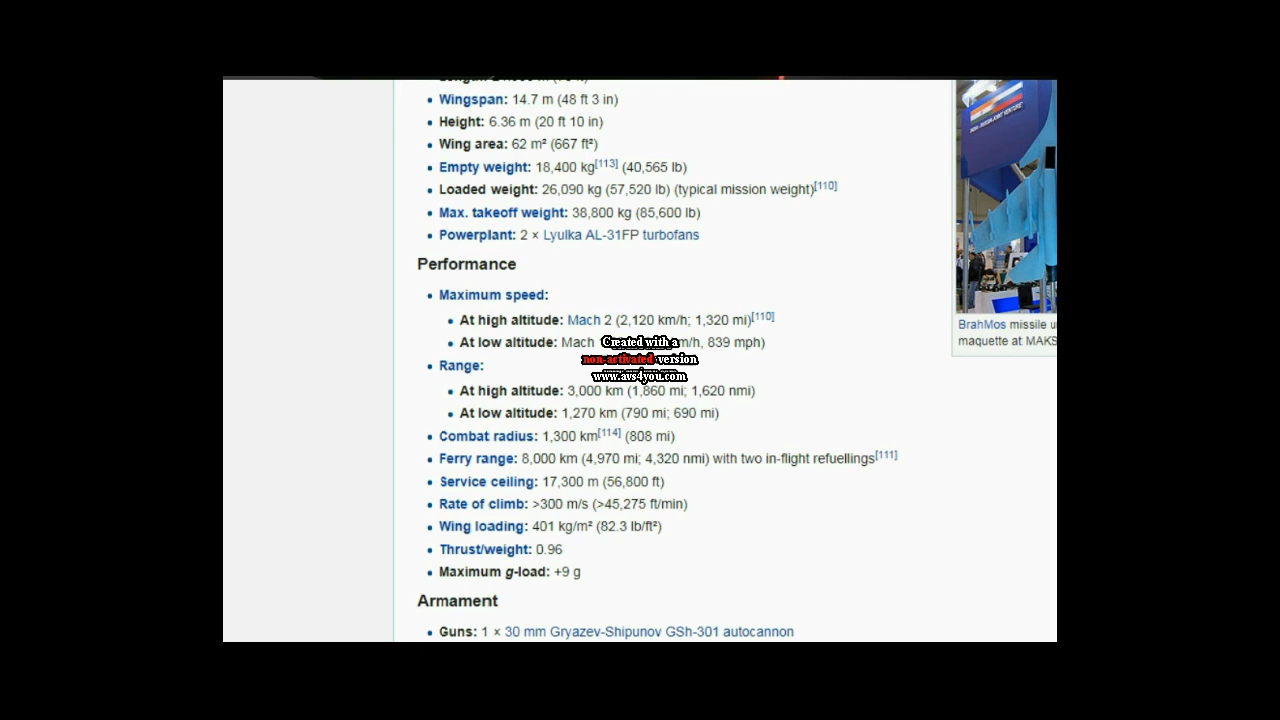 Wingspan: 14.7 m (48 ft 3 in)
Height: 6.36 m (20 ft 10 in)
Wing area: 62 m² (667 ft²)
Empty weight: 18,400 kg[113] (40,565 lb)
Loaded weight: 26,090 kg (57,520 lb) (typical mission weight)[110]
Max. takeoff weight: 38,800 kg (85,600 lb)
Powerplant: 2 × Lyulka AL-31FP turbofans
Performance
Maximum speed:
At high altitude: Mach 2 (2,120 km/h; 1,320 mi)[110]
At low altitude: Mach m/h, 839 mph)
Created with a
non-activated version
www.avs4you.com
Range:
At high altitude: 3,000 km (1,860 mi; 1,620 nmi)
At low altitude: 1,270 km (790 mi; 690 mi)
Combat radius: 1,300 km[114] (808 mi)
Ferry range: 8,000 km (4,970 mi; 4,320 nmi) with two in-flight refuellings[111]
Service ceiling: 17,300 m (56,800 ft)
Rate of climb: >300 m/s (>45,275 ft/min)
Wing loading: 401 kg/m² (82.3 lb/ft²)
Thrust/weight: 0.96
Maximum g-load: +9 g
Armament
Guns: 1 × 30 mm Gryazev-Shipunov GSh-301 autocannon
BrahMos missile
maquette at MAKS